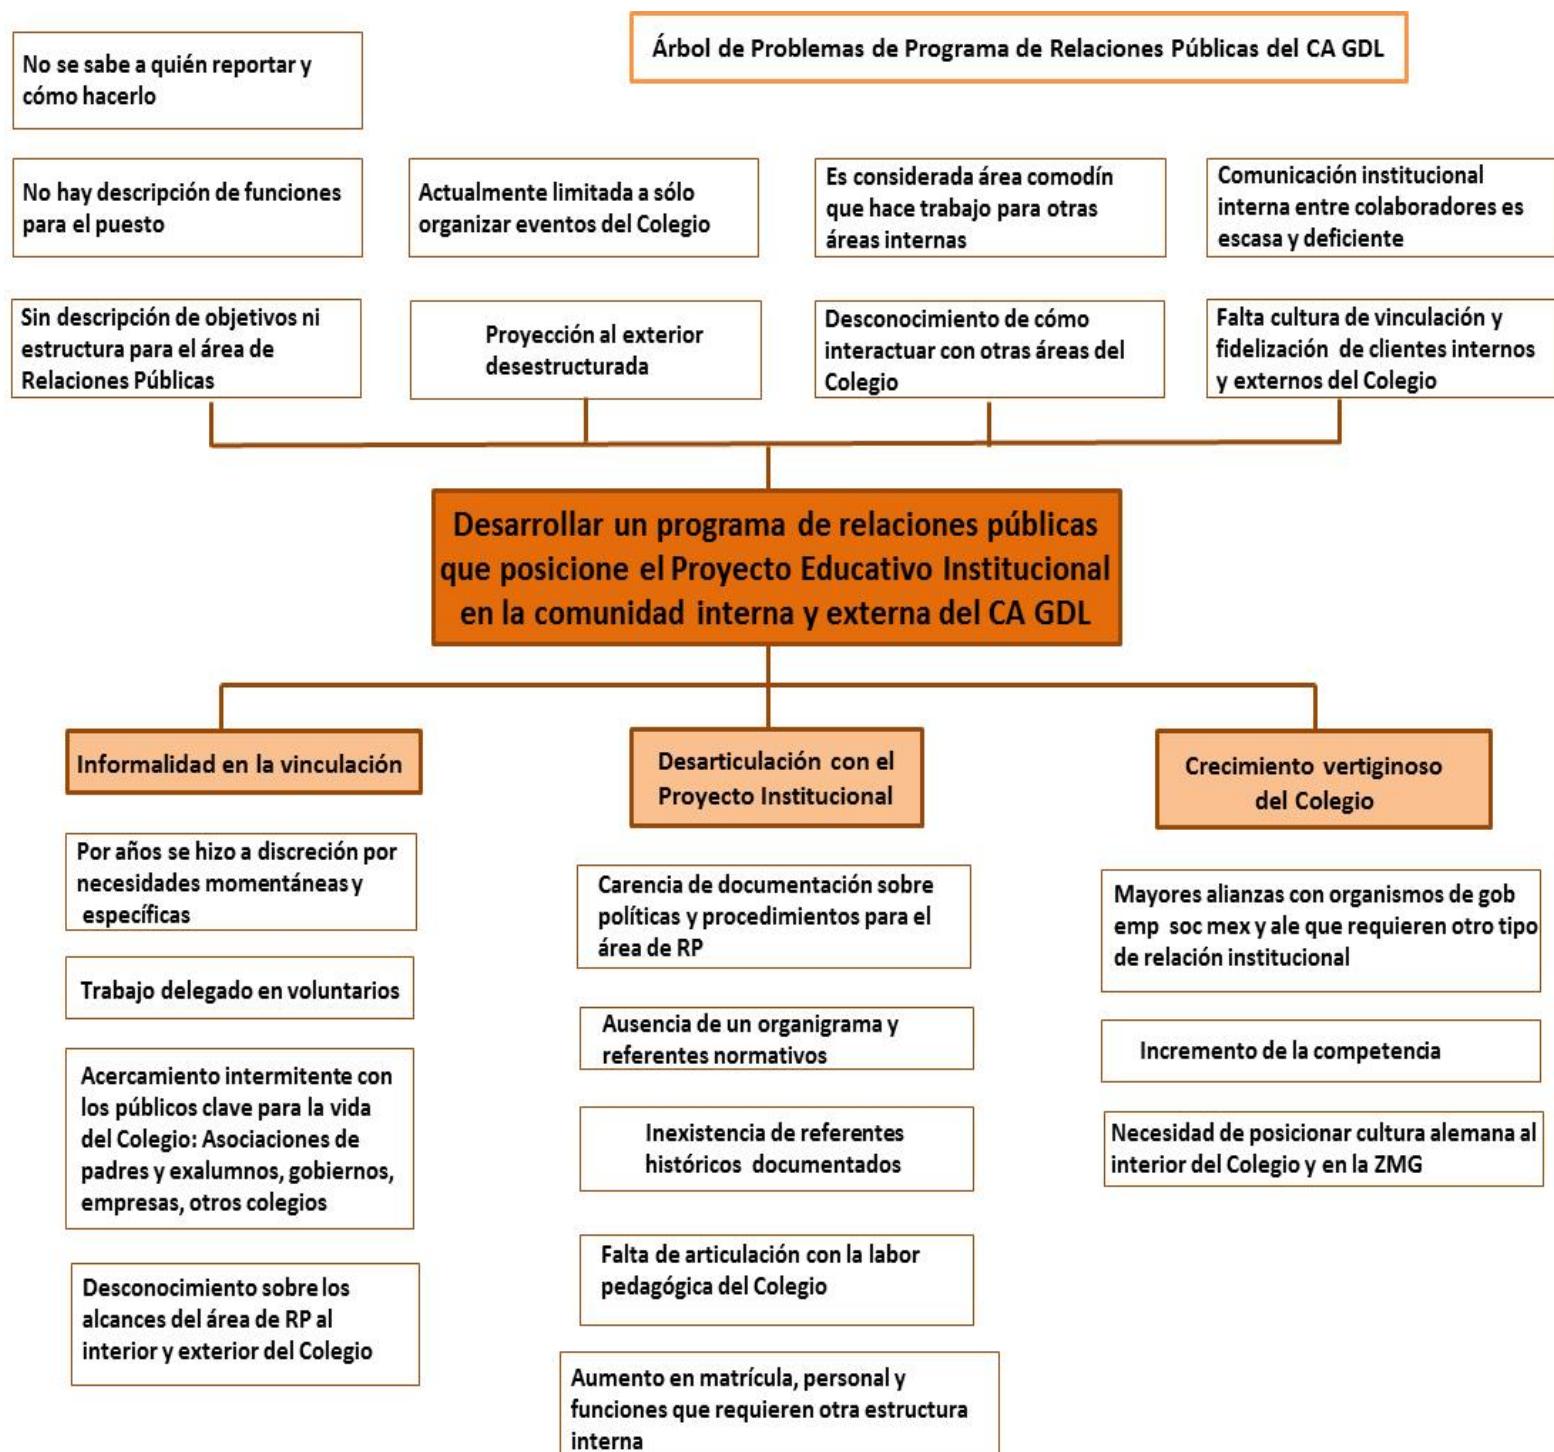 Árbol de Problemas de Programa de Relaciones Públicas del CA GDL
No se sabe a quién reportar y
cómo hacerlo
No hay descripción de funciones
para el puesto
Actualmente limitada a sólo
organizar eventos del Colegio
Es considerada área comodín
que hace trabajo para otras
áreas internas
Comunicación institucional
interna entre colaboradores es
escasa y deficiente
Sin descripción de objetivos ni
estructura para el área de
Relaciones Públicas
Proyección al exterior
desestructurada
Desconocimiento de cómo
interactuar con otras áreas del
Colegio
Falta cultura de vinculación y
fidelización de clientes internos
y externos del Colegio
Desarrollar un programa de relaciones públicas
que posicione el Proyecto Educativo Institucional
en la comunidad interna y externa del CA GDL
Informalidad en la vinculación
Por años se hizo a discreción por
necesidades momentáneas y
específicas
Trabajo delegado en voluntarios
Acercamiento intermitente con
los públicos clave para la vida
del Colegio: Asociaciones de
padres y exalumnos, gobiernos,
empresas, otros colegios
Desconocimiento sobre los
alcances del área de RP al
interior y exterior del Colegio
Desarticulación con el
Proyecto Institucional
Carencia de documentación sobre
políticas y procedimientos para el
área de RP
Ausencia de un organigrama y
referentes normativos
Inexistencia de referentes
históricos documentados
Falta de articulación con la labor
pedagógica del Colegio
Aumento en matrícula, personal y
funciones que requieren otra estructura
interna
Crecimiento vertiginoso
del Colegio
Mayores alianzas con organismos de gob
emp soc mex y ale que requieren otro tipo
de relación institucional
Incremento de la competencia
Necesidad de posicionar cultura alemana al
interior del Colegio y en la ZMG